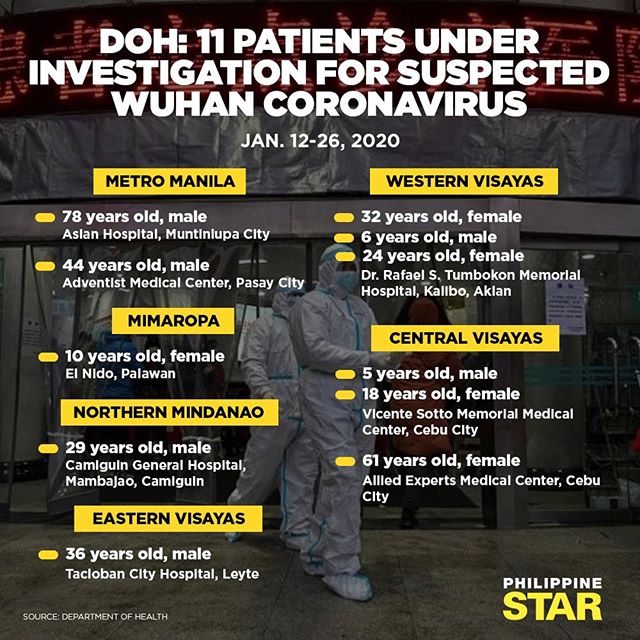 DOH: 11 PATIENTS UNDER
INVESTIGATION FOR SUSPECTED
WUHAN CORONAVIRUS
JAN. 12-26, 2020
METRO MANILA
78 years old, male
Asian Hospital, Muntinlupa City
44 years old, male
Adventist Medical Center, Pasay City
MIMAROPA
10 years old, female
El Nido, Palawan
NORTHERN MINDANAO
29 years old, male
Camiguin General Hospital,
Mambajao, Camiguin
EASTERN VISAYAS
36 years old, male
Tacloban City Hospital, Leyte
WESTERN VISAYAS
32 years old, female
6 years old, male
24 years old, female
Dr. Rafael S. Tumbokon Memorial
Hospital, Kalibo, Aklan
CENTRAL VISAYAS
5 years old, male
18 years old, female
Vicente Sotto Memorial Medical
Center, Cebu City
61 years old, female
Allied Experts Medical Center, Cebu
City
SOURCE: DEPARTMENT OF HEALTH
PHILIPPINE
STAR